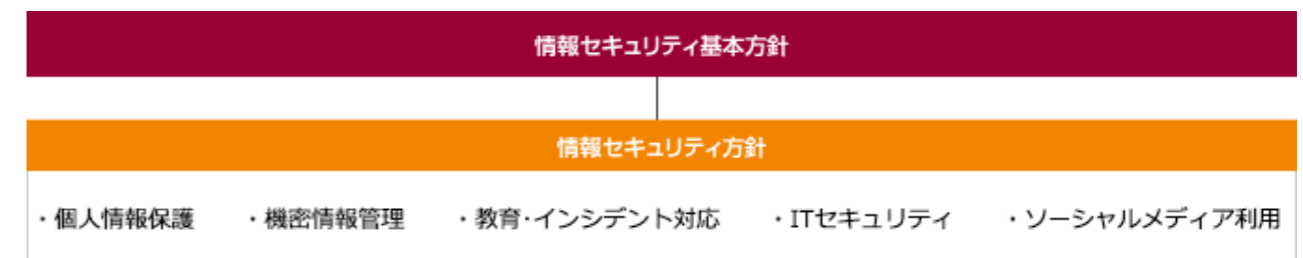 情報セキュリティ基本方針
情報セキュリティ方針
・個人情報保護 ・機密情報管理 ・教育・インシデント対応 ・ITセキュリティ ・ソーシャルメディア利用